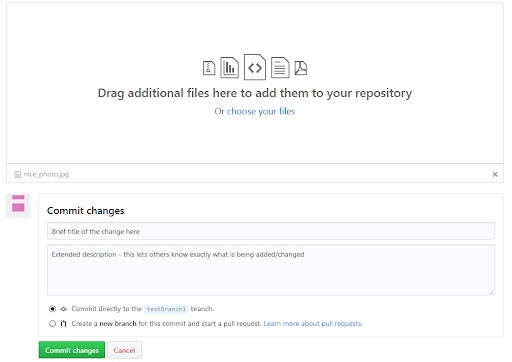 Drag additional files here to add them to your repository
Or choose your files
nice_photo.jpg
Commit changes
Brief title of the change here
Extended description - this lets others know exactly what is being added/changed
Commit directly to the testBranch1 branch.
Create a new branch for this commit and start a pull request. Learn more about pull requests.
Commit changes Cancel